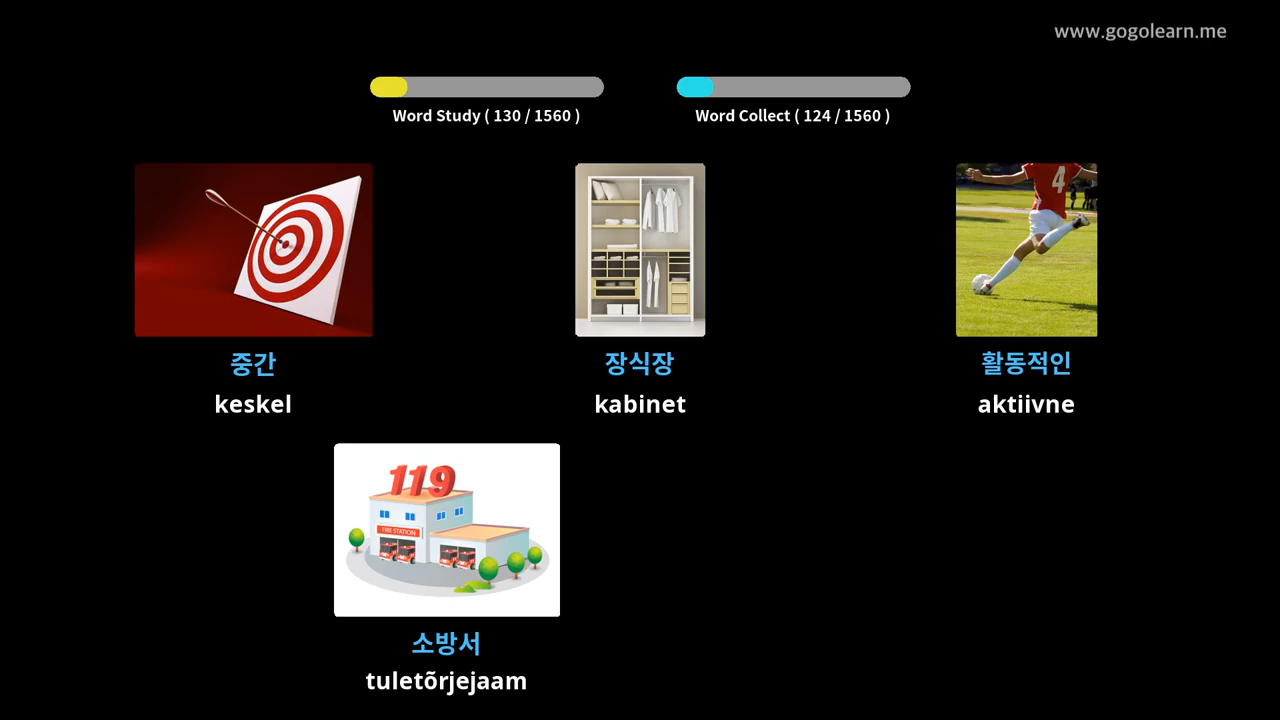 www.gogolearn.me
Word Study ( 130 / 1560 )
Word Collect ( 124 / 1560 )
4
중간
장식장
활동적인
keskel
kabinet
aktiivne
119
FIRE STATION
소방서
tuletõrjejaam